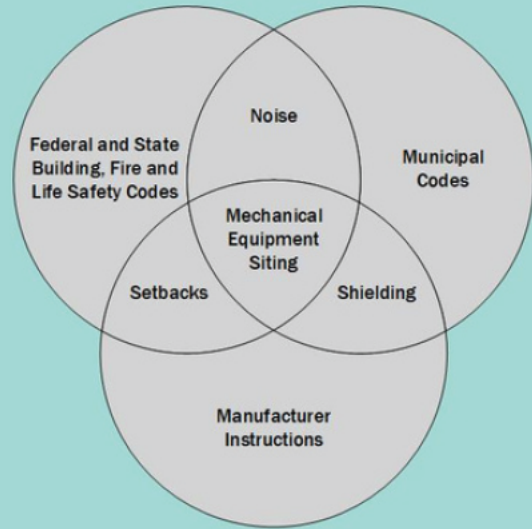 Noise
Federal and State
Building, Fire and
Life Safety Codes
Municipal
Codes
Mechanical
Equipment
Siting
Setbacks
Shielding
Manufacturer
Instructions